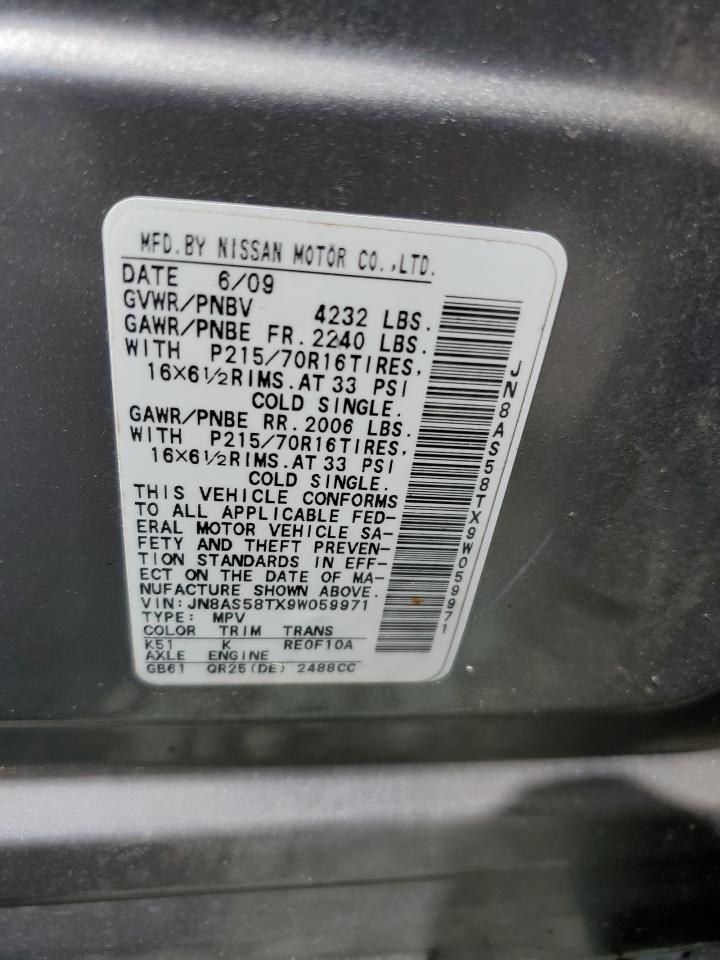 MFD.BY NISSAN MOTOR CO.,LTD.
DATE 6/09
GVWR/PNBV 4232 LBS.
GAWR/PNBE FR. 2240 LBS.
WITH P215/70R16TIRES,
16X6½RIMS.AT 33 PSI
COLD SINGLE.
GAWR/PNBE RR. 2006 LBS.
WITH P215/70R16TIRES,
16X6½RIMS.AT 33 PSI
COLD SINGLE.
THIS VEHICLE CONFORMS
TO ALL APPLICABLE FED-
ERAL MOTOR VEHICLE SA-
FETY AND THEFT PREVEN-
TION STANDARDS IN EFF-
ECT ON THE DATE OF MA-
NUFACTURE SHOWN ABOVE.
VIN:JN8AS58TX9W059971
TYPE: MPV
COLOR TRIM TRANS
K51 K RE0F10A
AXLE ENGINE
GB61 QR25(DE) 2488CC
JN8AS58TX9W059971